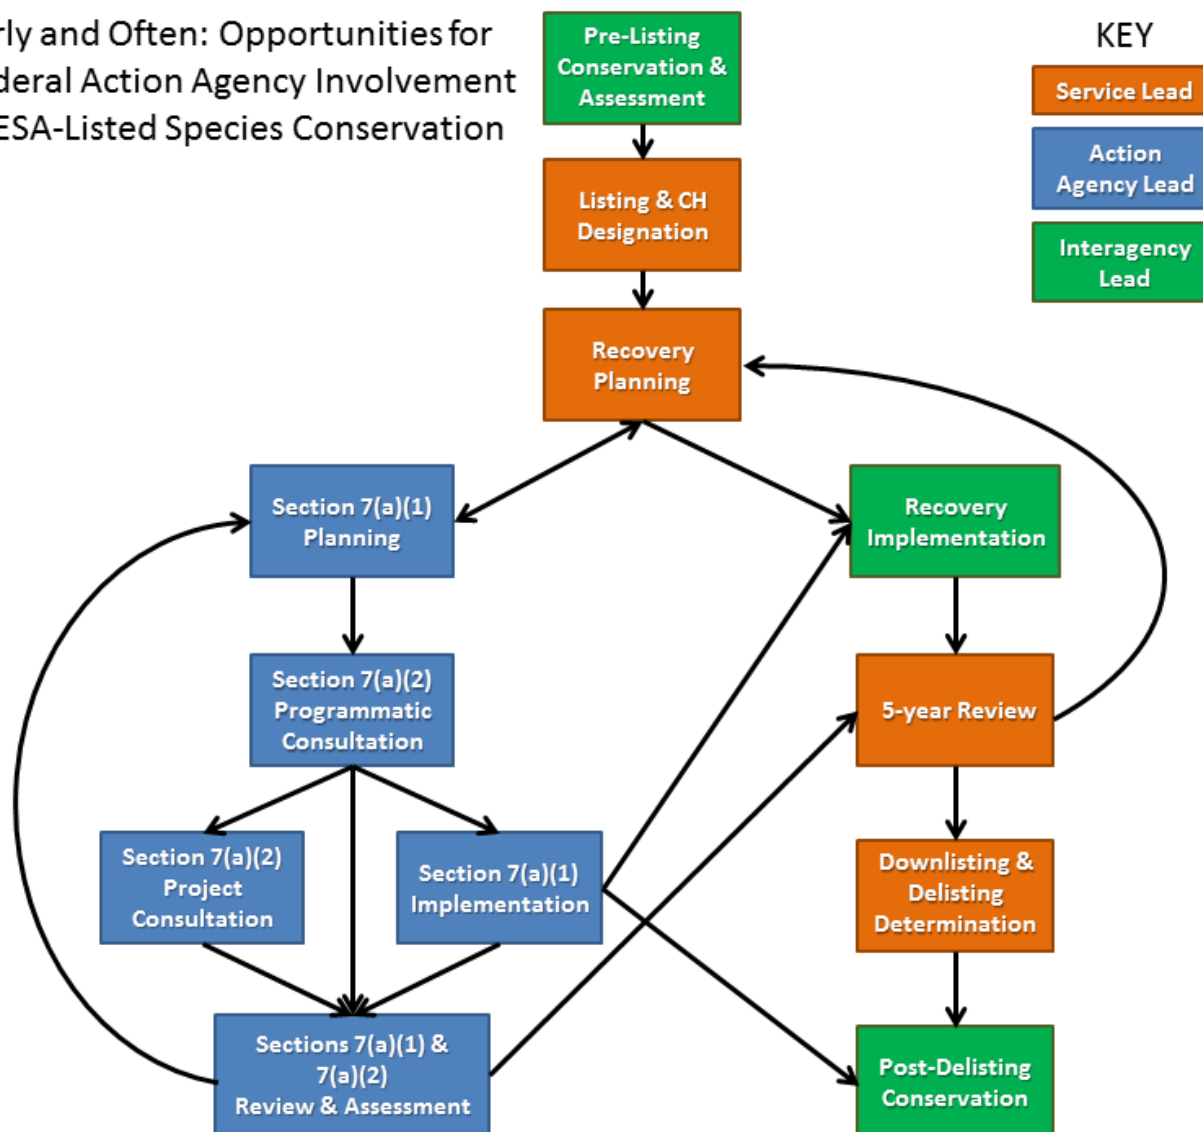 rly and Often: Opportunities for
deral Action Agency Involvement
ESA-Listed Species Conservation
Pre-Listing
Conservation &
Assessment
KEY
Service Lead
Action
Agency Lead
Interagency
Lead
Listing & CH
Designation
Recovery
Planning
Section 7(a)(1)
Planning
Recovery
Implementation
Section 7(a)(2)
Programmatic
Consultation
5-year Review
Section 7(a)(2)
Project
Consultation
Section 7(a)(1)
Implementation
Downlisting &
Delisting
Determination
Sections 7(a)(1) &
7(a)(2)
Review & Assessment
Post-Delisting
Conservation